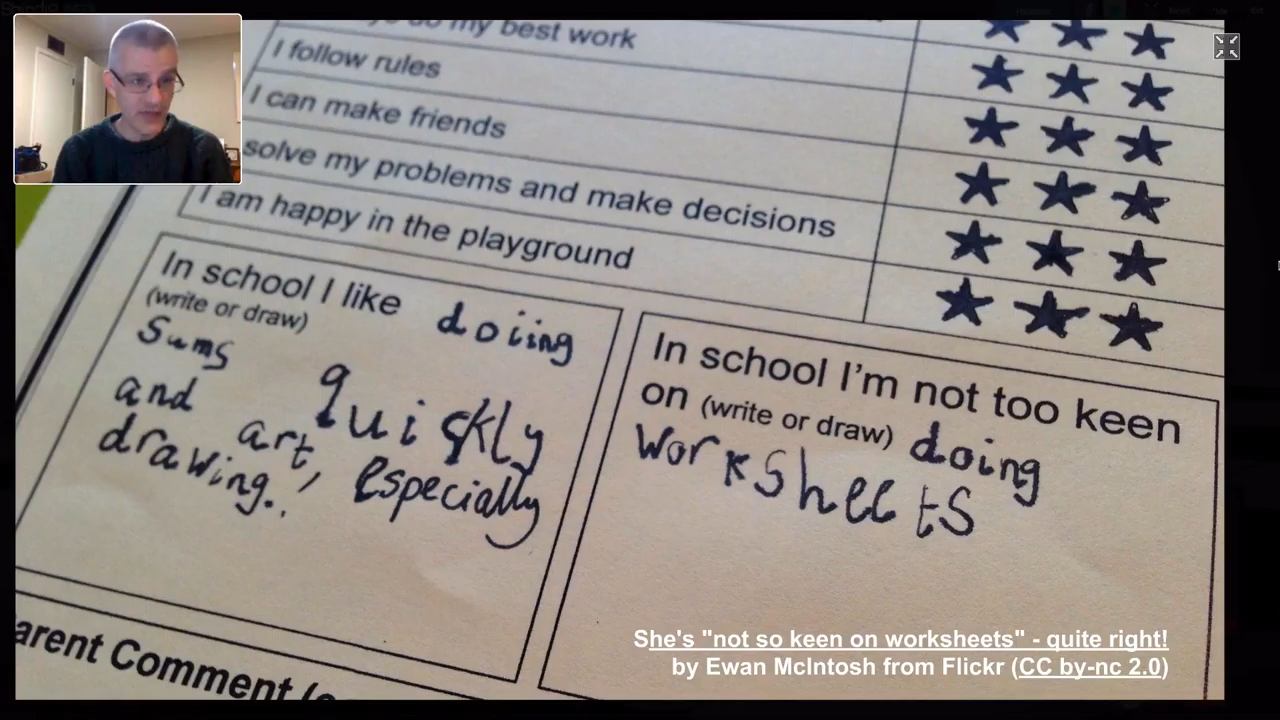 do my best work
I follow rules
I can make friends
solve my problems and make decisions
I am happy in the playground
In school I like doiing
(write or draw)
sums quickly
and art, especially
drawing..
In school I'm not too keen
on (write or draw) doing
worksheets
arent Comment
She's "not so keen on worksheets" - quite right!
by Ewan McIntosh from Flickr (CC by-nc 2.0)